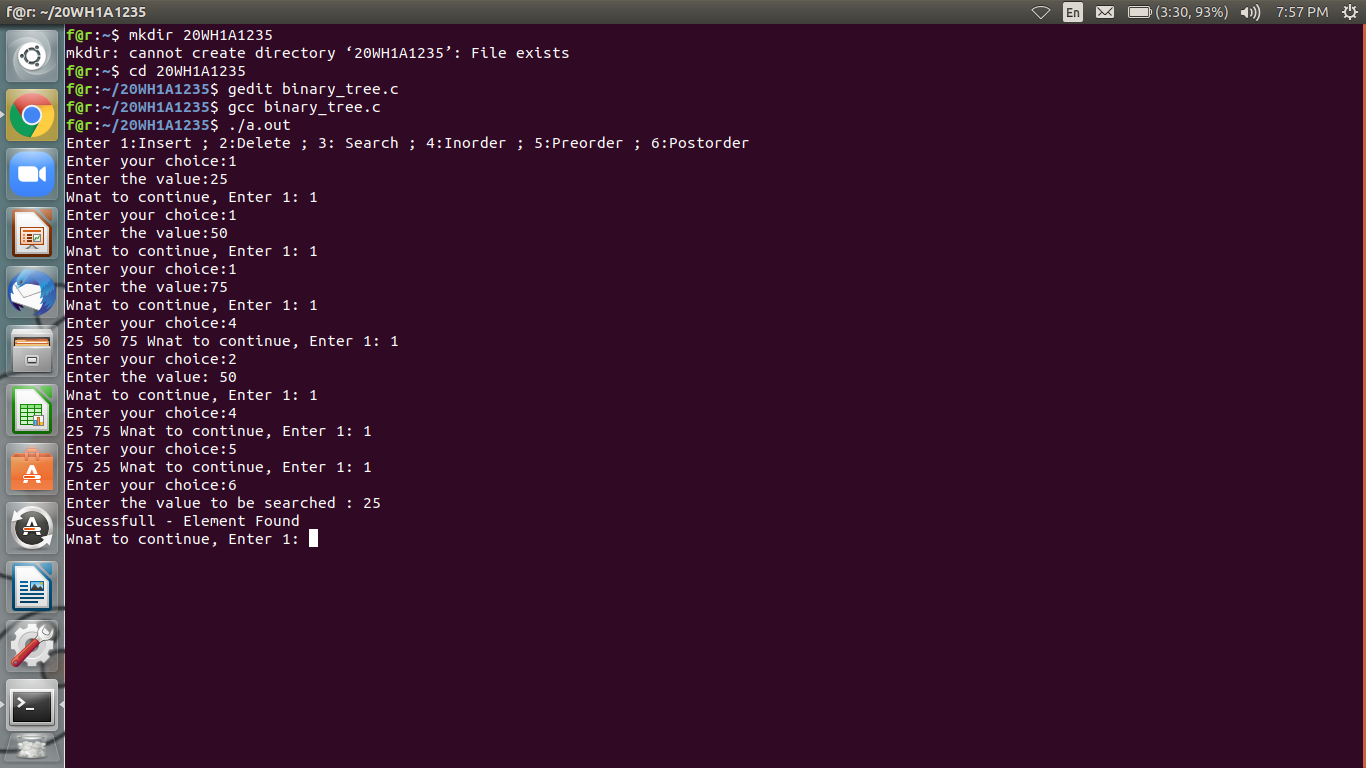 f@r: ~/20WH1A1235
En (3:30, 93%) 7:57 PM
f@r:~$ mkdir 20WH1A1235
mkdir: cannot create directory ‘20WH1A1235’: File exists
f@r:~$ cd 20WH1A1235
f@r:~/20WH1A1235$ gedit binary_tree.c
f@r:~/20WH1A1235$ gcc binary_tree.c
f@r:~/20WH1A1235$ ./a.out
Enter 1:Insert ; 2:Delete ; 3: Search ; 4:Inorder ; 5:Preorder ; 6:Postorder
Enter your choice:1
Enter the value:25
Wnat to continue, Enter 1: 1
Enter your choice:1
Enter the value:50
Wnat to continue, Enter 1: 1
Enter your choice:1
Enter the value:75
Wnat to continue, Enter 1: 1
Enter your choice:4
25 50 75 Wnat to continue, Enter 1: 1
Enter your choice:2
Enter the value: 50
Wnat to continue, Enter 1: 1
Enter your choice:4
25 75 Wnat to continue, Enter 1: 1
Enter your choice:5
75 25 Wnat to continue, Enter 1: 1
Enter your choice:6
Enter the value to be searched : 25
Sucessfull - Element Found
Wnat to continue, Enter 1: